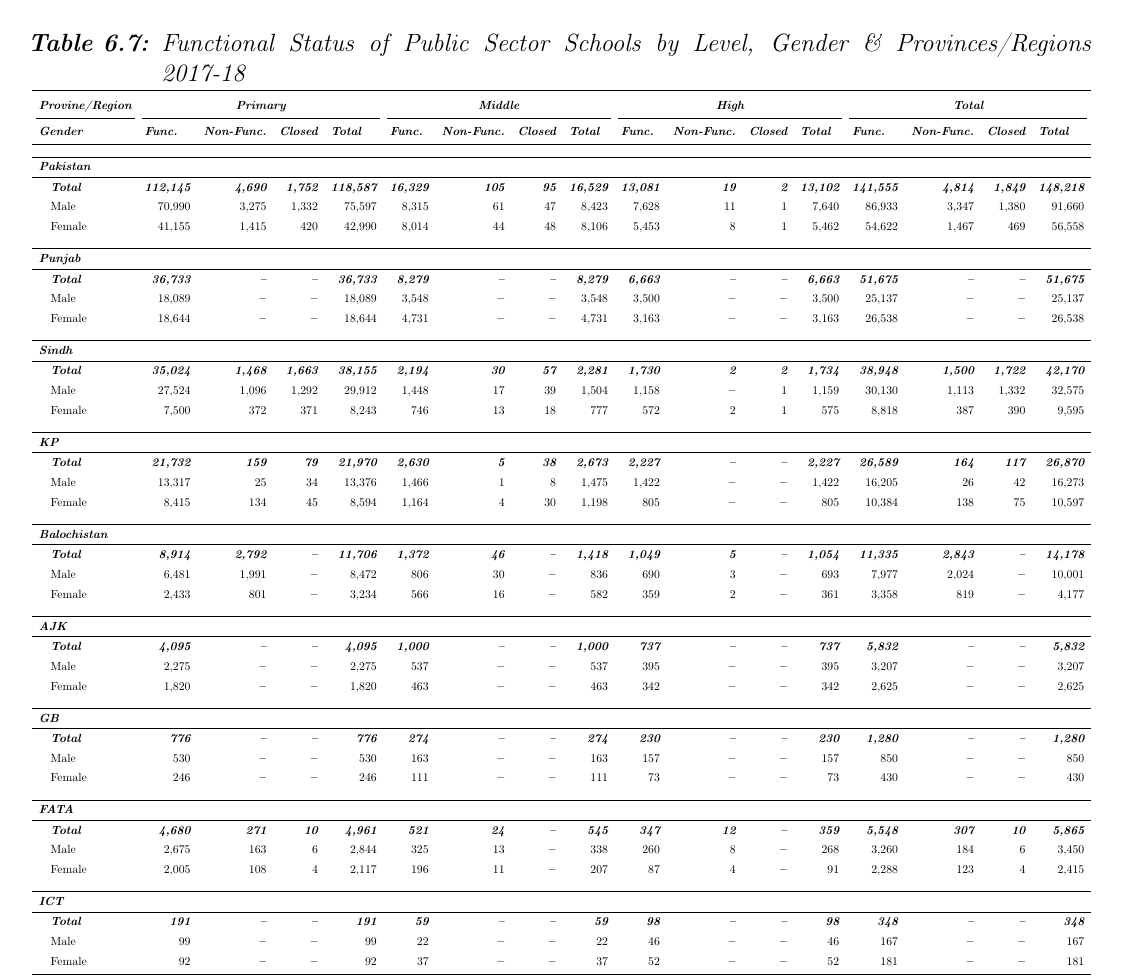 Table 6.7: Functional Status of Public Sector Schools by Level, Gender & Provinces/Regions
2017-18
Provine/Region Primary Middle High Total
Gender Func. Non-Func. Closed Total Func. Non-Func. Closed Total Func. Non-Func. Closed Total Func. Non-Func. Closed Total
Pakistan
Total 112,145 4,690 1,752 118,587 16,329 105 95 16,529 13,081 19 2 13,102 141,555 4,814 1,849 148,218
Male 70,990 3,275 1,332 75,597 8,315 61 47 8,423 7,628 11 1 7,640 86,933 3,347 1,380 91,660
Female 41,155 1,415 420 42,990 8,014 44 48 8,106 5,453 8 1 5,462 54,622 1,467 469 56,558
Punjab
Total 36,733 – – 36,733 8,279 – – 8,279 6,663 – – 6,663 51,675 – – 51,675
Male 18,089 – – 18,089 3,548 – – 3,548 3,500 – – 3,500 25,137 – – 25,137
Female 18,644 – – 18,644 4,731 – – 4,731 3,163 – – 3,163 26,538 – – 26,538
Sindh
Total 35,024 1,468 1,663 38,155 2,194 30 57 2,281 1,730 2 2 1,734 38,948 1,500 1,722 42,170
Male 27,524 1,096 1,292 29,912 1,448 17 39 1,504 1,158 – 1 1,159 30,130 1,113 1,332 32,575
Female 7,500 372 371 8,243 746 13 18 777 572 2 1 575 8,818 387 390 9,595
KP
Total 21,732 159 79 21,970 2,630 5 38 2,673 2,227 – – 2,227 26,589 164 117 26,870
Male 13,317 25 34 13,376 1,466 1 8 1,475 1,422 – – 1,422 16,205 26 42 16,273
Female 8,415 134 45 8,594 1,164 4 30 1,198 805 – – 805 10,384 138 75 10,597
Balochistan
Total 8,914 2,792 – 11,706 1,372 46 – 1,418 1,049 5 – 1,054 11,335 2,843 – 14,178
Male 6,481 1,991 – 8,472 806 30 – 836 690 3 – 693 7,977 2,024 – 10,001
Female 2,433 801 – 3,234 566 16 – 582 359 2 – 361 3,358 819 – 4,177
AJK
Total 4,095 – – 4,095 1,000 – – 1,000 737 – – 737 5,832 – – 5,832
Male 2,275 – – 2,275 537 – – 537 395 – – 395 3,207 – – 3,207
Female 1,820 – – 1,820 463 – – 463 342 – – 342 2,625 – – 2,625
GB
Total 776 – – 776 274 – – 274 230 – – 230 1,280 – – 1,280
Male 530 – – 530 163 – – 163 157 – – 157 850 – – 850
Female 246 – – 246 111 – – 111 73 – – 73 430 – – 430
FATA
Total 4,680 271 10 4,961 521 24 – 545 347 12 – 359 5,548 307 10 5,865
Male 2,675 163 6 2,844 325 13 – 338 260 8 – 268 3,260 184 6 3,450
Female 2,005 108 4 2,117 196 11 – 207 87 4 – 91 2,288 123 4 2,415
ICT
Total 191 – – 191 59 – – 59 98 – – 98 348 – – 348
Male 99 – – 99 22 – – 22 46 – – 46 167 – – 167
Female 92 – – 92 37 – – 37 52 – – 52 181 – – 181